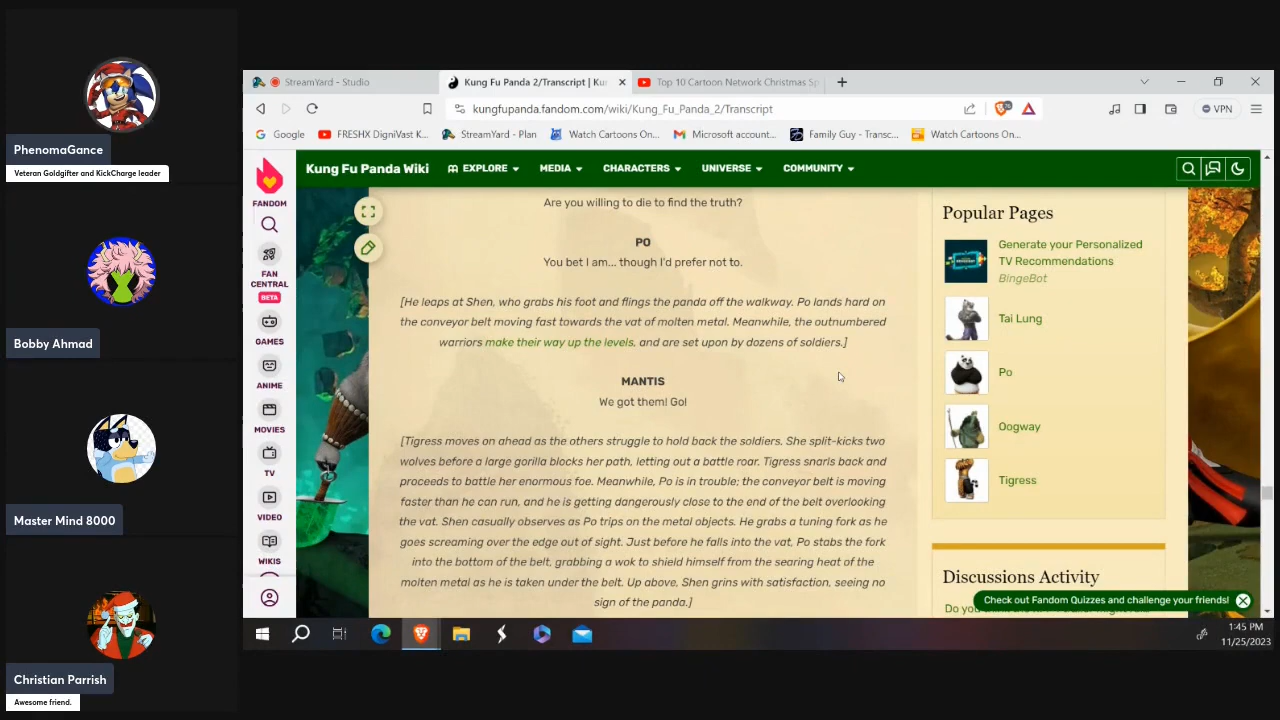 PhenomaGance
Veteran Goldgifter and KickCharge leader
Bobby Ahmad
Master Mind 8000
Christian Parrish
Awesome friend.
StreamYard - Studio
Kung Fu Panda 2/Transcript | Ku
Top 10 Cartoon Network Christmas Sp
kungfupanda.fandom.com/wiki/Kung_Fu_Panda_2/Transcript
VPN
Google
FRESHX DigniVast K...
StreamYard - Plan
Watch Cartoons On...
Microsoft account...
Family Guy - Transc...
Watch Cartoons On...
FANDOM
FAN CENTRAL
BETA
GAMES
ANIME
MOVIES
TV
VIDEO
WIKIS
Kung Fu Panda Wiki
EXPLORE
MEDIA
CHARACTERS
UNIVERSE
COMMUNITY
Are you willing to die to find the truth?
PO
You bet I am... though I'd prefer not to.
[He leaps at Shen, who grabs his foot and flings the panda off the walkway. Po lands hard on
the conveyor belt moving fast towards the vat of molten metal. Meanwhile, the outnumbered
warriors make their way up the levels, and are set upon by dozens of soldiers.]
MANTIS
We got them! Go!
[Tigress moves on ahead as the others struggle to hold back the soldiers. She split-kicks two
wolves before a large gorilla blocks her path, letting out a battle roar. Tigress snarls back and
proceeds to battle her enormous foe. Meanwhile, Po is in trouble; the conveyor belt is moving
faster than he can run, and he is getting dangerously close to the end of the belt overlooking
the vat. Shen casually observes as Po trips on the metal objects. He grabs a tuning fork as he
goes screaming over the edge out of sight. Just before he falls into the vat, Po stabs the fork
into the bottom of the belt, grabbing a wok to shield himself from the searing heat of the
molten metal as he is taken under the belt. Up above, Shen grins with satisfaction, seeing no
sign of the panda.]
Popular Pages
Generate your Personalized
TV Recommendations
BingeBot
Tai Lung
Po
Oogway
Tigress
Discussions Activity
Check out Fandom Quizzes and challenge your friends!
1:45 PM
11/25/2023